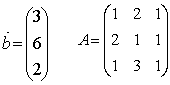 ḃ = (3 6 2) A = (1 2 1
2 1 1
1 3 1)